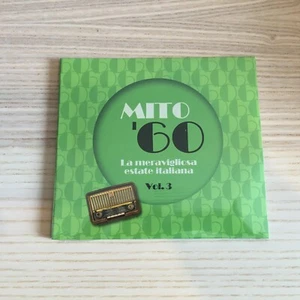 MITO
'60
La meravigliosa
estate italiana
Vol. 3